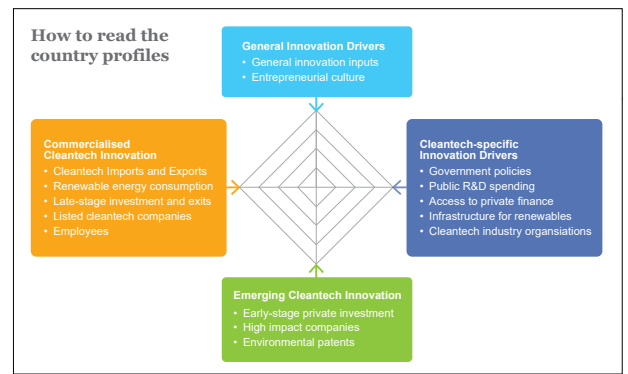 How to read the
country profiles
General Innovation Drivers
• General innovation inputs
• Entrepreneurial culture
Commercialised
Cleantech Innovation
• Cleantech Imports and Exports
• Renewable energy consumption
• Late-stage investment and exits
• Listed cleantech companies
• Employees
Cleantech-specific
Innovation Drivers
• Government policies
• Public R&D spending
• Access to private finance
• Infrastructure for renewables
• Cleantech industry organsiations
Emerging Cleantech Innovation
• Early-stage private investment
• High impact companies
• Environmental patents